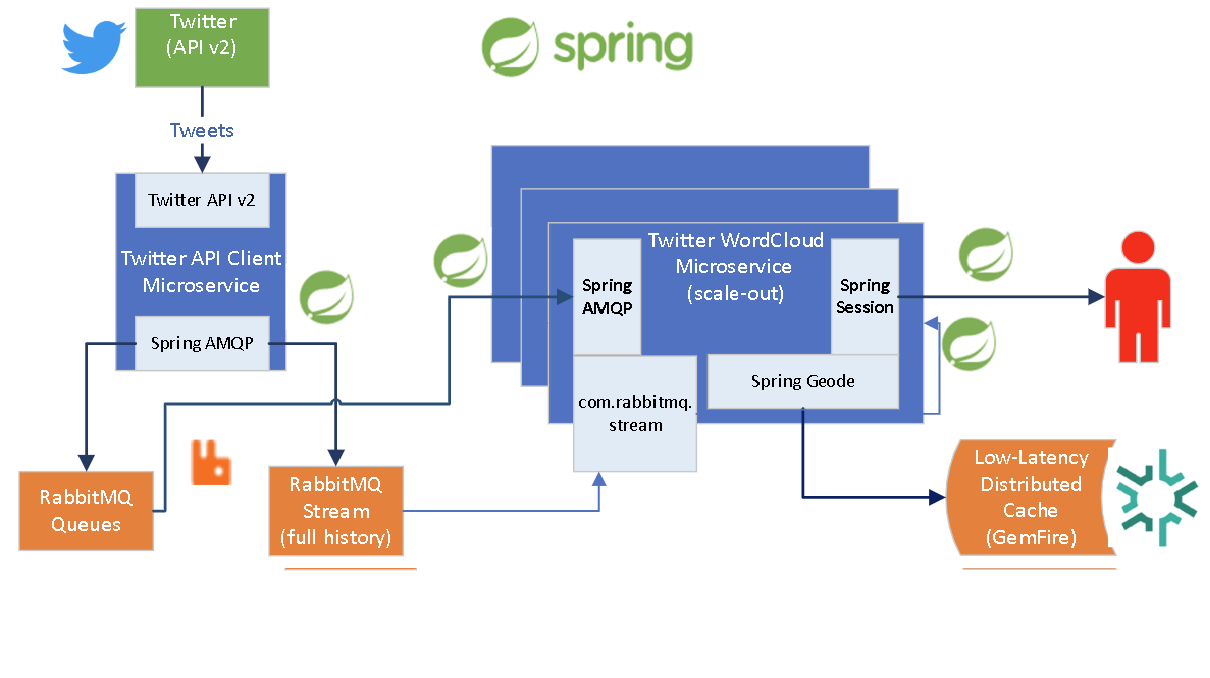 Twitter
(API v2)
spring
Tweets
Twitter API v2
Twitter API Client
Microservice
Spring AMQP
RabbitMQ
Queues
RabbitMQ
Stream
(full history)
Twitter WordCloud
Microservice
(scale-out)
Spring
AMQP
Spring
Session
com.rabbitmq.
stream
Spring Geode
Low-Latency
Distributed
Cache
(GemFire)